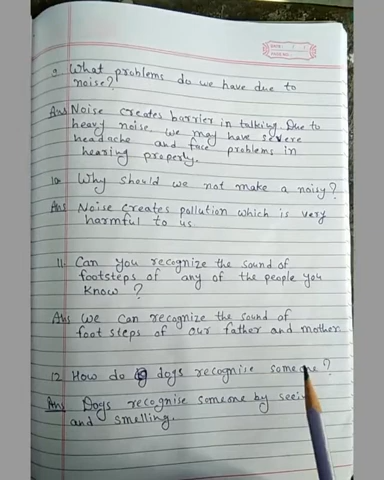 DATE: / /
PAGE NO.:
9. What problems do we have due to
noise?!
Ans Noise creates barrier in talking. Due to
heavy noise, we may have severe
headache and face problems in
hearing properly.
10. Why should we not make a noisy?
Ans Noise creates pollution which is very
harmful to us.
11. Can you recognize the sound of
footsteps of any of the people you
know?
Ans We can recognize the sound of
foot steps of our father and mother
12. How do dogs recognise someone?
Ans Dogs recognise someone by seei
and smelling.